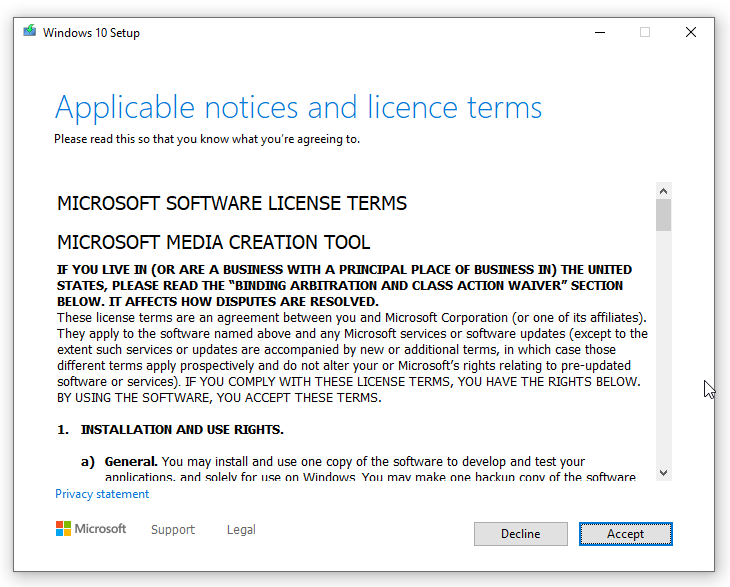 Windows 10 Setup
Applicable notices and licence terms
Please read this so that you know what you're agreeing to.
MICROSOFT SOFTWARE LICENSE TERMS
MICROSOFT MEDIA CREATION TOOL
IF YOU LIVE IN (OR ARE A BUSINESS WITH A PRINCIPAL PLACE OF BUSINESS IN) THE UNITED
STATES, PLEASE READ THE “BINDING ARBITRATION AND CLASS ACTION WAIVER” SECTION
BELOW. IT AFFECTS HOW DISPUTES ARE RESOLVED.
These license terms are an agreement between you and Microsoft Corporation (or one of its affiliates).
They apply to the software named above and any Microsoft services or software updates (except to the
extent such services or updates are accompanied by new or additional terms, in which case those
different terms apply prospectively and do not alter your or Microsoft’s rights relating to pre-updated
software or services). IF YOU COMPLY WITH THESE LICENSE TERMS, YOU HAVE THE RIGHTS BELOW.
BY USING THE SOFTWARE, YOU ACCEPT THESE TERMS.
1. INSTALLATION AND USE RIGHTS.
a) General. You may install and use one copy of the software to develop and test your
applications, and solely for use on Windows. You may make one backup copy of the software
Privacy statement
Microsoft Support Legal
Decline Accept